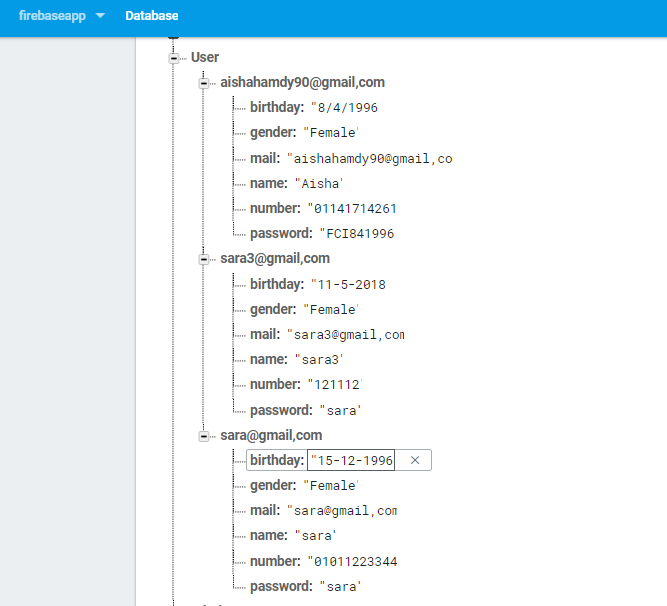 firebaseapp Database
User
aishahamdy90@gmail,com
birthday: "8/4/1996
gender: "Female'
mail: "aishahamdy90@gmail,co
name: "Aisha'
number: "01141714261
password: "FCI841996
sara3@gmail,com
birthday: "11-5-2018
gender: "Female'
mail: "sara3@gmail,com
name: "sara3'
number: "121112'
password: "sara'
sara@gmail,com
birthday: "15-12-1996
gender: "Female'
mail: "sara@gmail,com
name: "sara'
number: "01011223344
password: "sara'